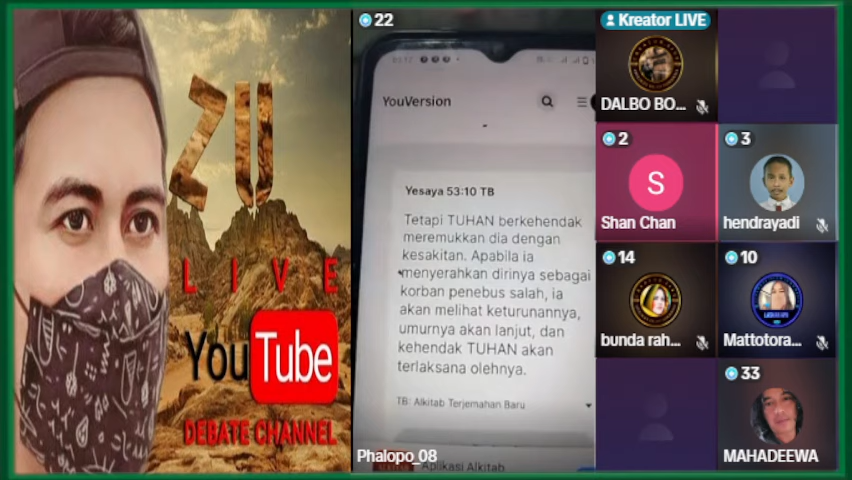 ZU
LIVE
YouTube
DEBATE CHANNEL
22
YouVersion
Yesaya 53:10 TB
Tetapi TUHAN berkehendak
meremukkan dia dengan
kesakitan. Apabila ia
menyerahkan dirinya sebagai
korban penebus salah, ia
akan melihat keturunannya,
umurnya akan lanjut, dan
kehendak TUHAN akan
terlaksana olehnya.
TB: Alkitab Terjemahan Baru
Aplikasi Alkitab
Phalopo_08
Kreator LIVE
DALBO BO...
2
S
Shan Chan
3
hendrayadi
14
bunda rah...
10
Mattotora...
33
MAHADEEWA